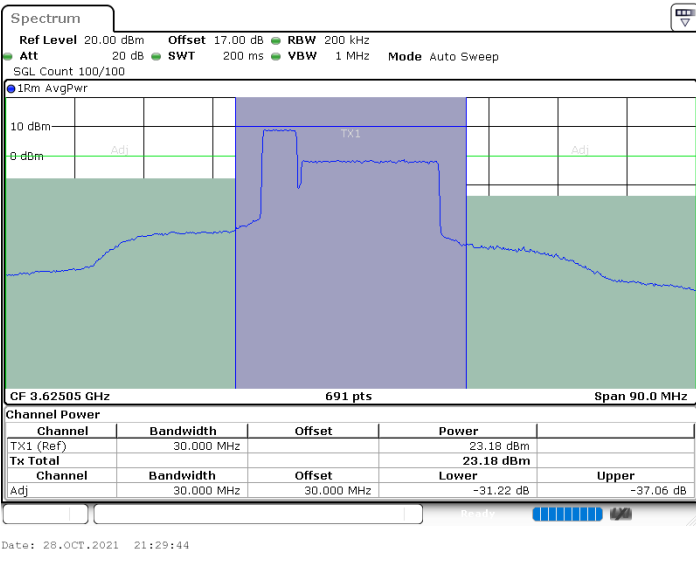 Spectrum
Ref Level 20.00 dBm Offset 17.00 dB RBW 200 kHz
Att 20 dB SWT 200 ms VBW 1 MHz Mode Auto Sweep
SGL Count 100/100
1Rm AvgPwr
10 dBm
TX1
Adj Adj
0 dBm
CF 3.62505 GHz 691 pts Span 90.0 MHz
Channel Power
Channel Bandwidth Offset Power
TX1 (Ref) 30.000 MHz 23.18 dBm
Tx Total 23.18 dBm
Channel Bandwidth Offset Lower Upper
Adj 30.000 MHz 30.000 MHz -31.22 dB -37.06 dB
Ready
Date: 28.OCT.2021 21:29:44